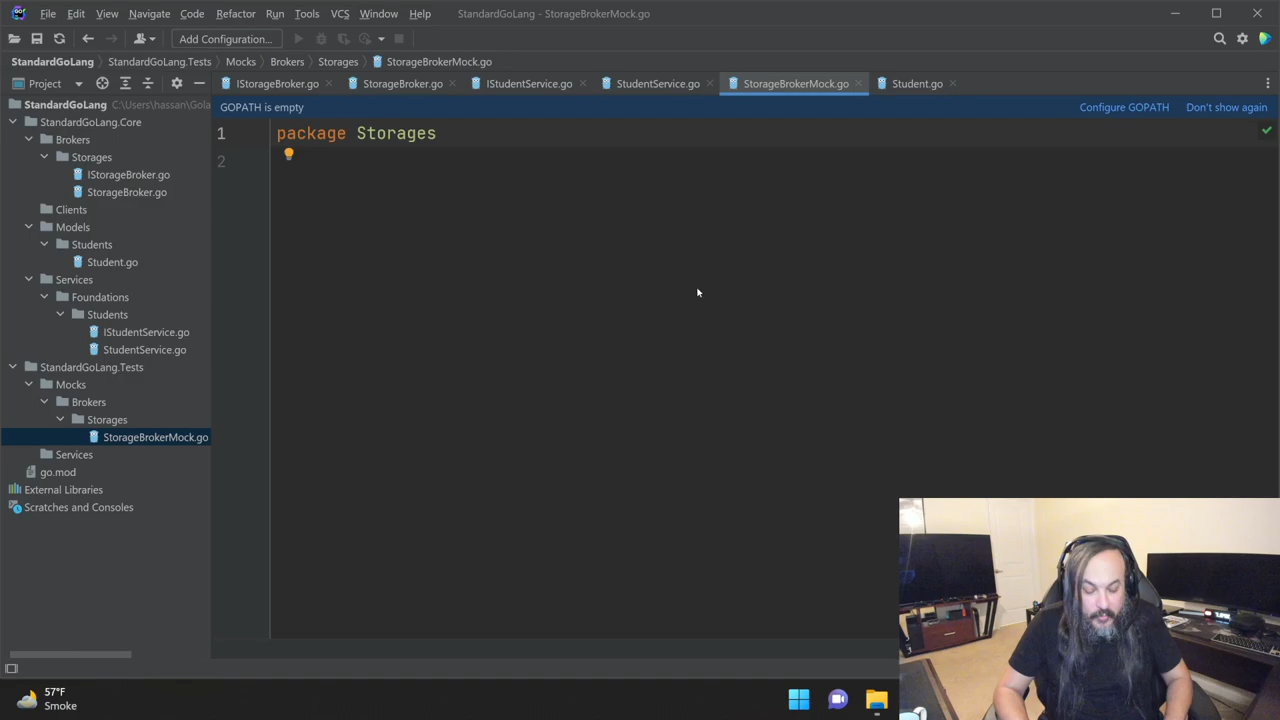 GO File Edit View Navigate Code Refactor Run Tools VCS Window Help StandardGoLang - StorageBrokerMock.go
Add Configuration...
StandardGoLang StandardGoLang.Tests Mocks Brokers Storages StorageBrokerMock.go
Project IStorageBroker.go StorageBroker.go IStudentService.go StudentService.go StorageBrokerMock.go Student.go
StandardGoLang C:\Users\hassan\Gola
GOPATH is empty Configure GOPATH Don't show again
StandardGoLang.Core
Brokers
Storages
IStorageBroker.go
StorageBroker.go
Clients
Models
Students
Student.go
Services
Foundations
Students
IStudentService.go
StudentService.go
StandardGoLang.Tests
Mocks
Brokers
Storages
StorageBrokerMock.go
Services
go.mod
External Libraries
Scratches and Consoles
1 package Storages
2
57°F
Smoke